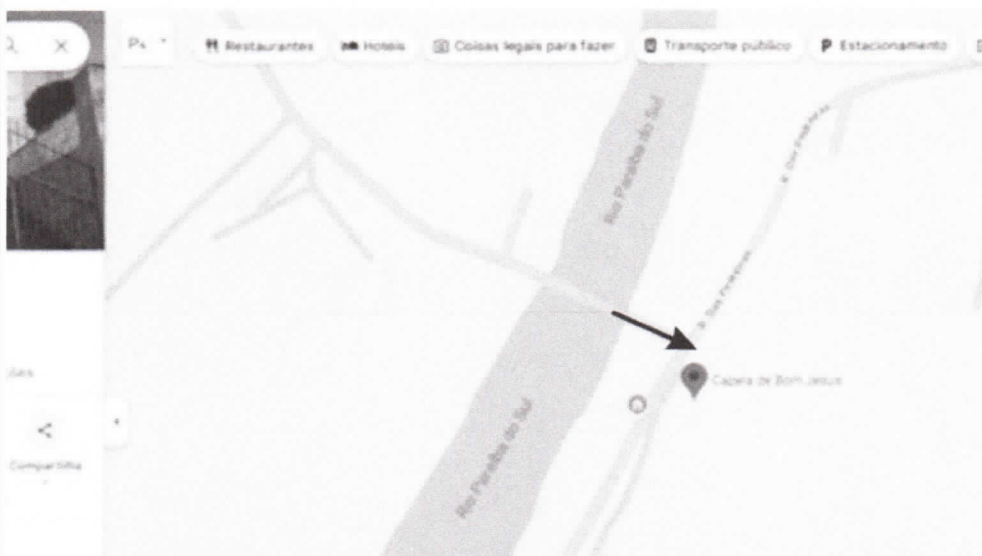 Restaurantes
Hotéis
Coisas legais para fazer
Transporte público
P Estacionamento
Rio Paraíba do Sul
Capela de Bom Jesus
Rio Paraíba do Sul
Compartilha